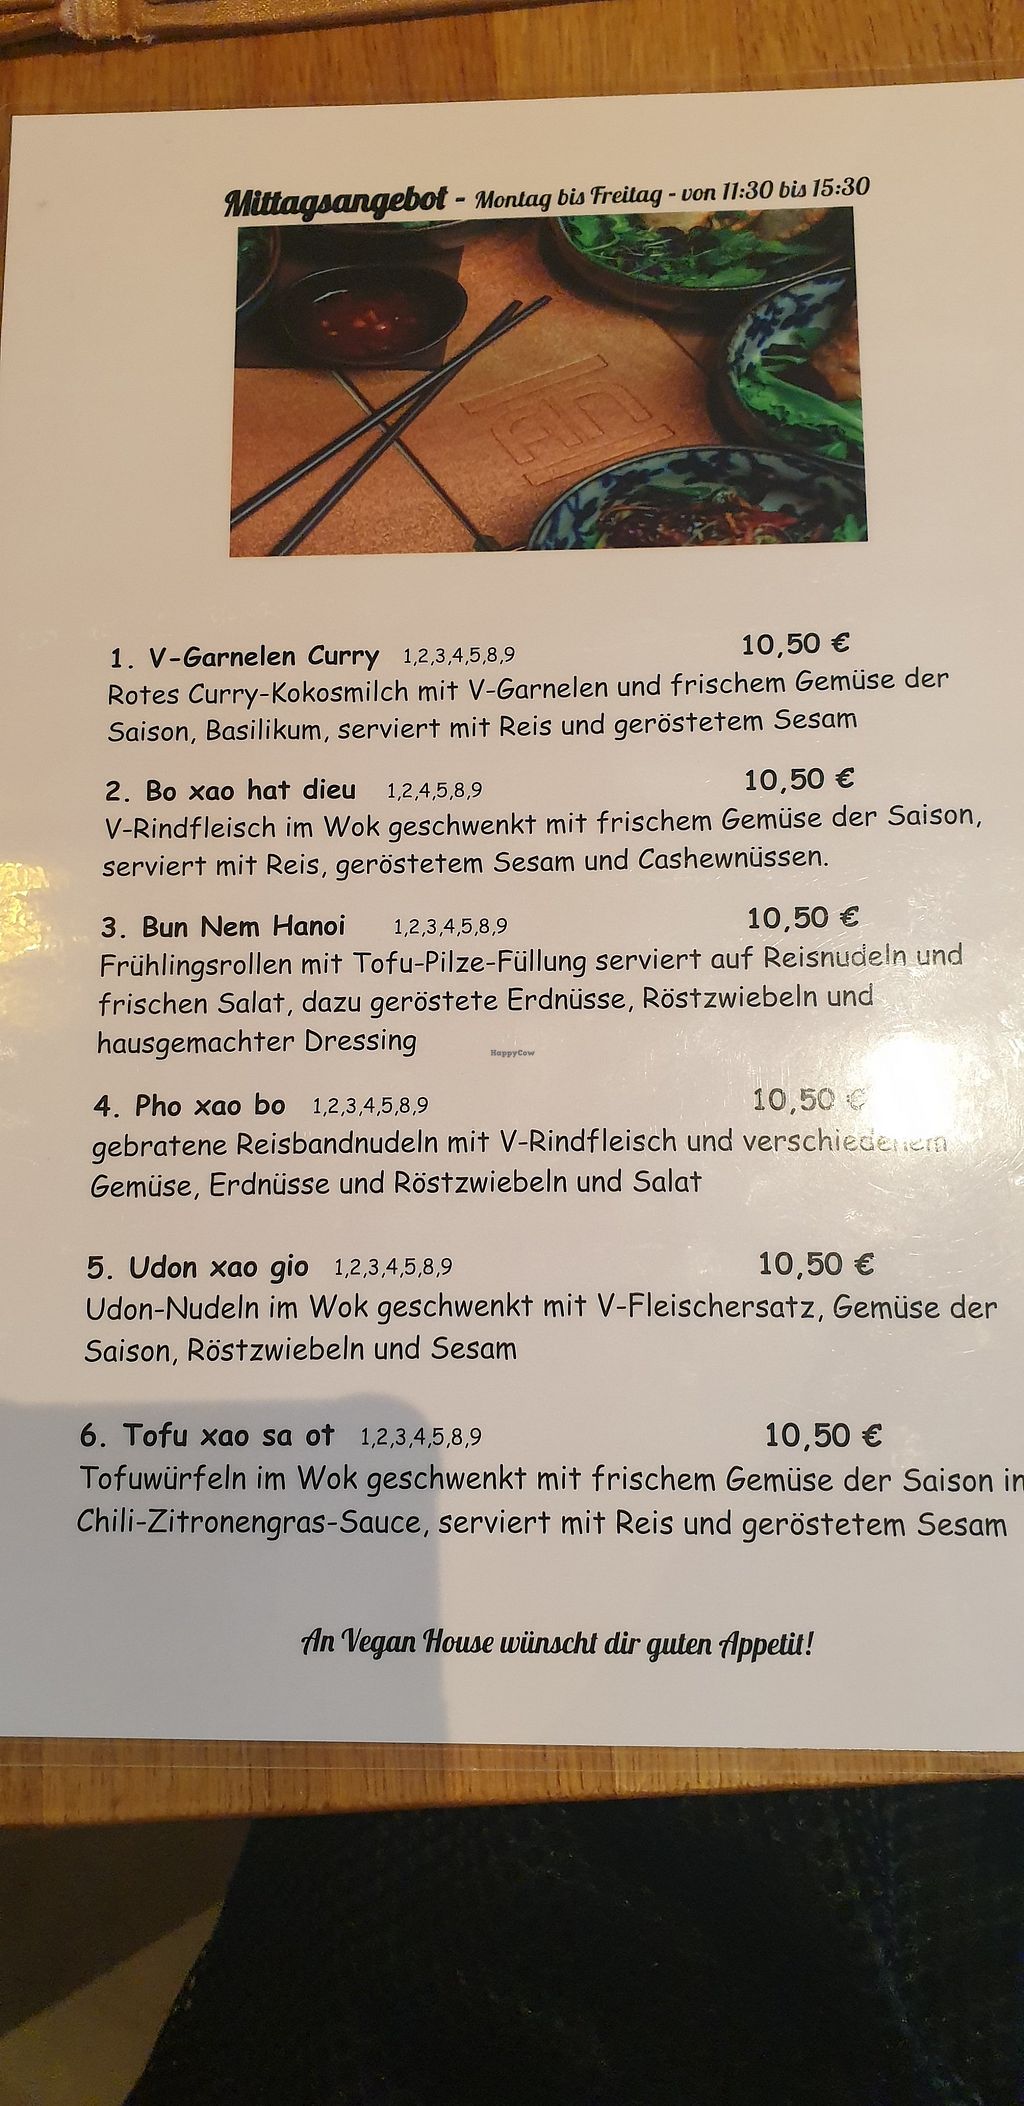 Mittagsangebot - Montag bis Freitag - von 11:30 bis 15:30
an
1. V-Garnelen Curry 1,2,3,4,5,8,9 10,50 €
Rotes Curry-Kokosmilch mit V-Garnelen und frischem Gemüse der
Saison, Basilikum, serviert mit Reis und geröstetem Sesam
2. Bo xao hat dieu 1,2,4,5,8,9 10,50 €
V-Rindfleisch im Wok geschwenkt mit frischem Gemüse der Saison,
serviert mit Reis, geröstetem Sesam und Cashewnüssen.
3. Bun Nem Hanoi 1,2,3,4,5,8,9 10,50 €
Frühlingsrollen mit Tofu-Pilze-Füllung serviert auf Reisnudeln und
frischen Salat, dazu geröstete Erdnüsse, Röstzwiebeln und
hausgemachter Dressing
HappyCow
4. Pho xao bo 1,2,3,4,5,8,9 10,50 €
gebratene Reisbandnudeln mit V-Rindfleisch und verschiedenem
Gemüse, Erdnüsse und Röstzwiebeln und Salat
5. Udon xao gio 1,2,3,4,5,8,9 10,50 €
Udon-Nudeln im Wok geschwenkt mit V-Fleischersatz, Gemüse der
Saison, Röstzwiebeln und Sesam
6. Tofu xao sa ot 1,2,3,4,5,8,9 10,50 €
Tofuwürfeln im Wok geschwenkt mit frischem Gemüse der Saison in
Chili-Zitronengras-Sauce, serviert mit Reis und geröstetem Sesam
An Vegan House wünscht dir guten Appetit!